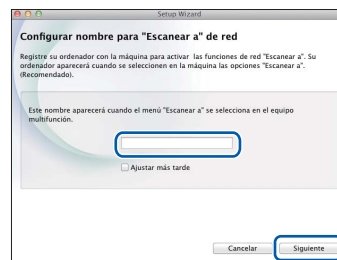 Setup Wizard
Configurar nombre para "Escanear a" de red
Registre su ordenador con la máquina para activar las funciones de red "Escanear a". Su
ordenador aparecerá cuando se seleccionen en la máquina las opciones "Escanear a".
(Recomendado).
Este nombre aparecerá cuando el menú "Escanear a" se selecciona en el equipo
multifunción.
Ajustar más tarde
Cancelar Siguiente